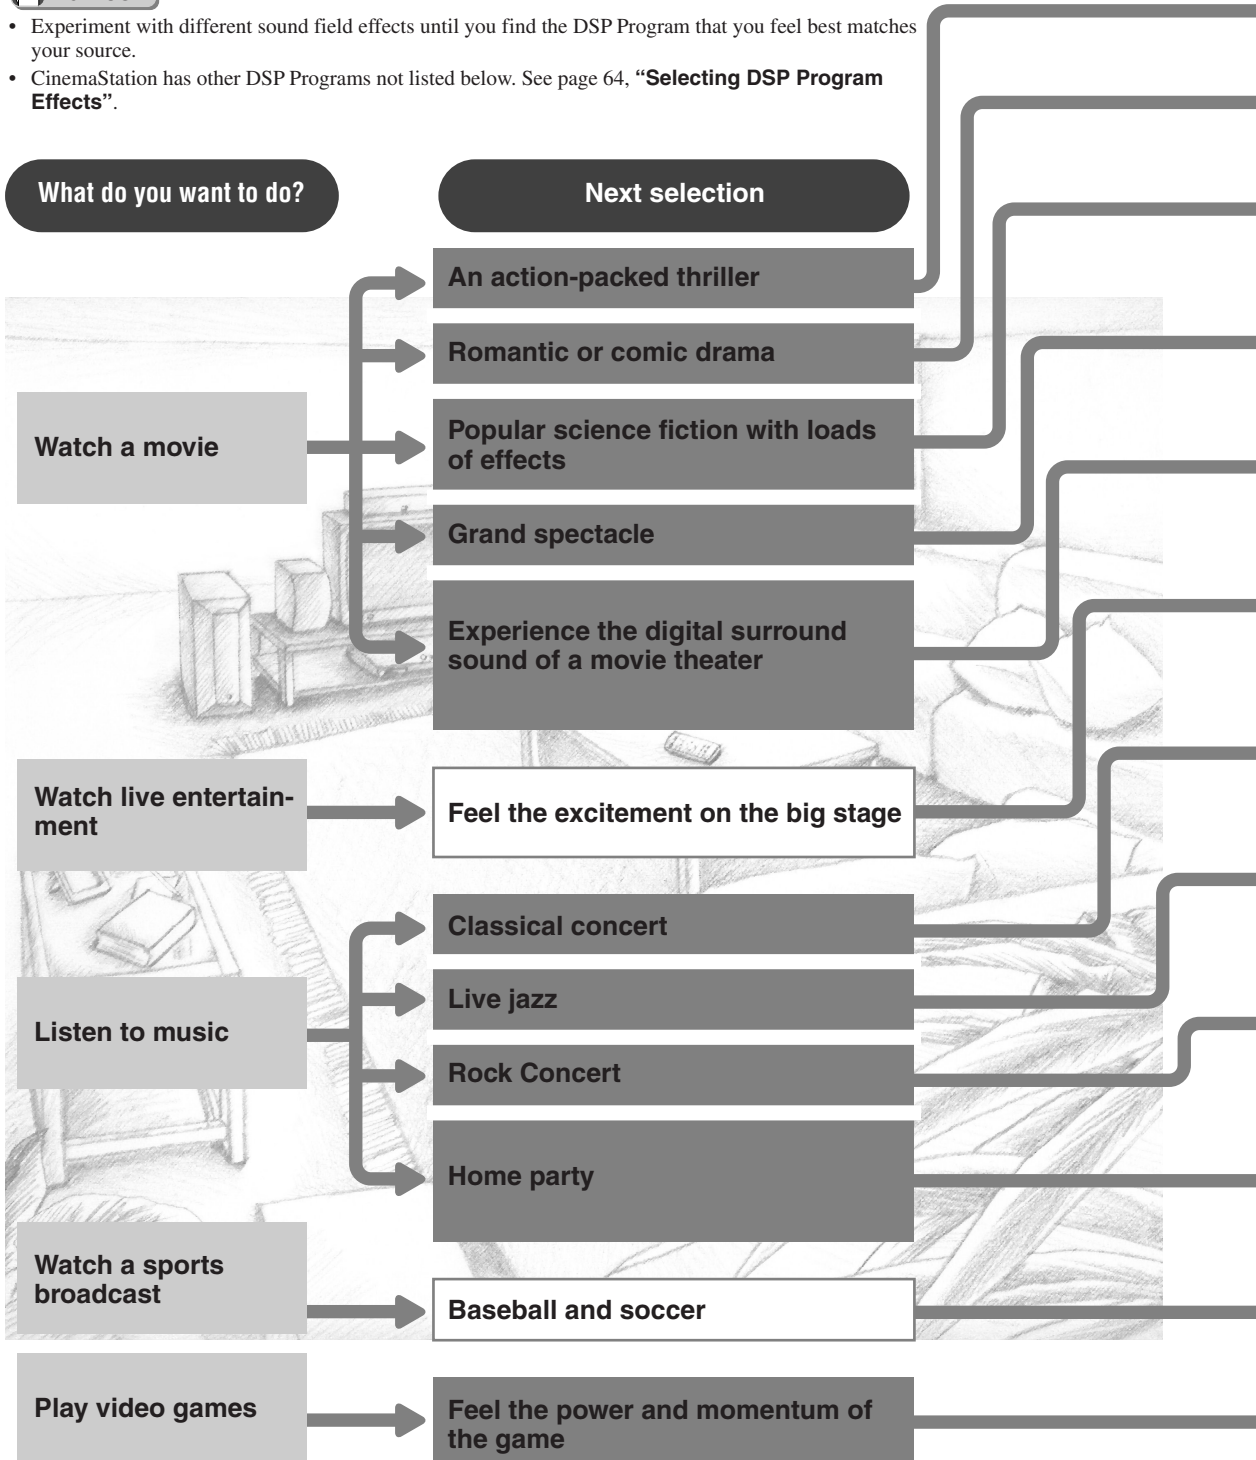 • Experiment with different sound field effects until you find the DSP Program that you feel best matches
your source.
• CinemaStation has other DSP Programs not listed below. See page 64, “Selecting DSP Program
Effects”.
What do you want to do?
Next selection
An action-packed thriller
Romantic or comic drama
Watch a movie
Popular science fiction with loads
of effects
Grand spectacle
Experience the digital surround
sound of a movie theater
Watch live entertain-
ment
Feel the excitement on the big stage
Classical concert
Live jazz
Listen to music
Rock Concert
Home party
Watch a sports
broadcast
Baseball and soccer
Play video games
Feel the power and momentum of
the game